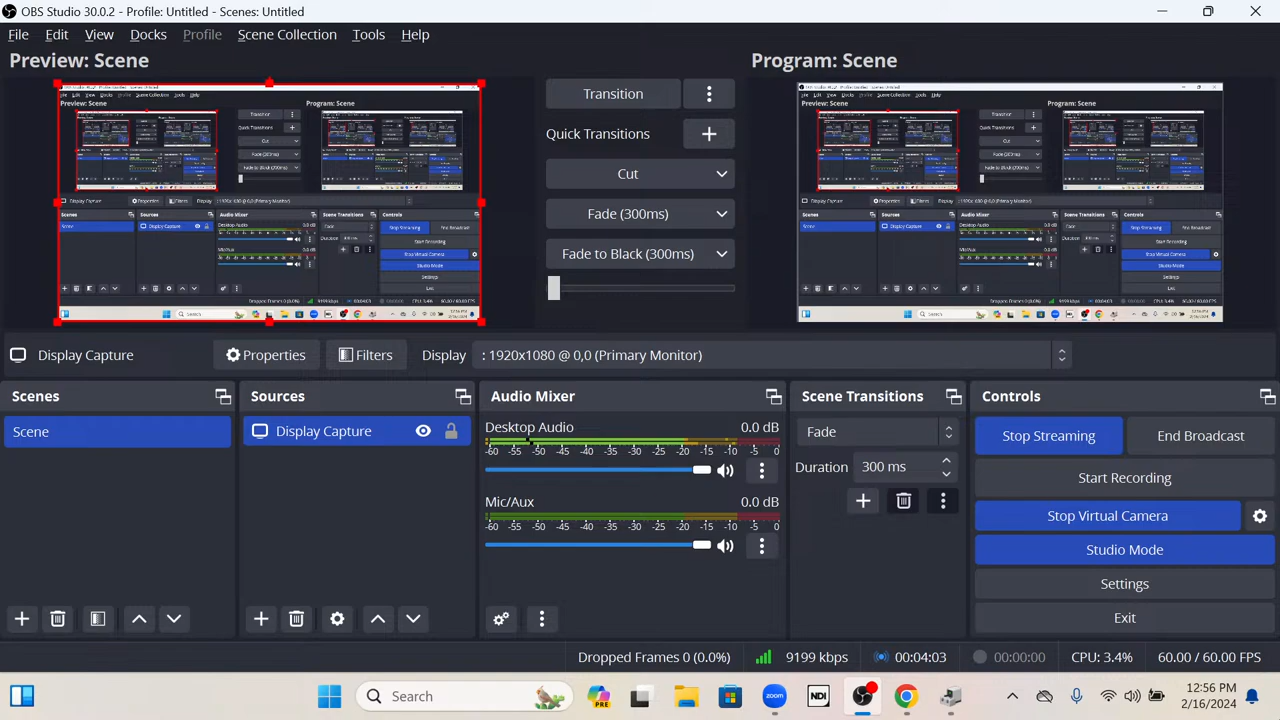 OBS Studio 30.0.2 - Profile: Untitled - Scenes: Untitled
File Edit View Docks Profile Scene Collection Tools Help
Preview: Scene
Program: Scene
Transition
Quick Transitions
Cut
Fade (300ms)
Fade to Black (300ms)
Display Capture Properties Filters Display : 1920x1080 @ 0,0 (Primary Monitor)
Scenes
Scene
Sources
Display Capture
Audio Mixer
Desktop Audio 0.0 dB
-60 -55 -50 -45 -40 -35 -30 -25 -20 -15 -10 -5 0
Mic/Aux 0.0 dB
-60 -55 -50 -45 -40 -35 -30 -25 -20 -15 -10 -5 0
Scene Transitions
Fade
Duration 300 ms
Controls
Stop Streaming End Broadcast
Start Recording
Stop Virtual Camera
Studio Mode
Settings
Exit
Dropped Frames 0 (0.0%) 9199 kbps 00:04:03 00:00:00 CPU: 3.4% 60.00 / 60.00 FPS
Search
PRE
zoom
NDI
12:56 PM
2/16/2024